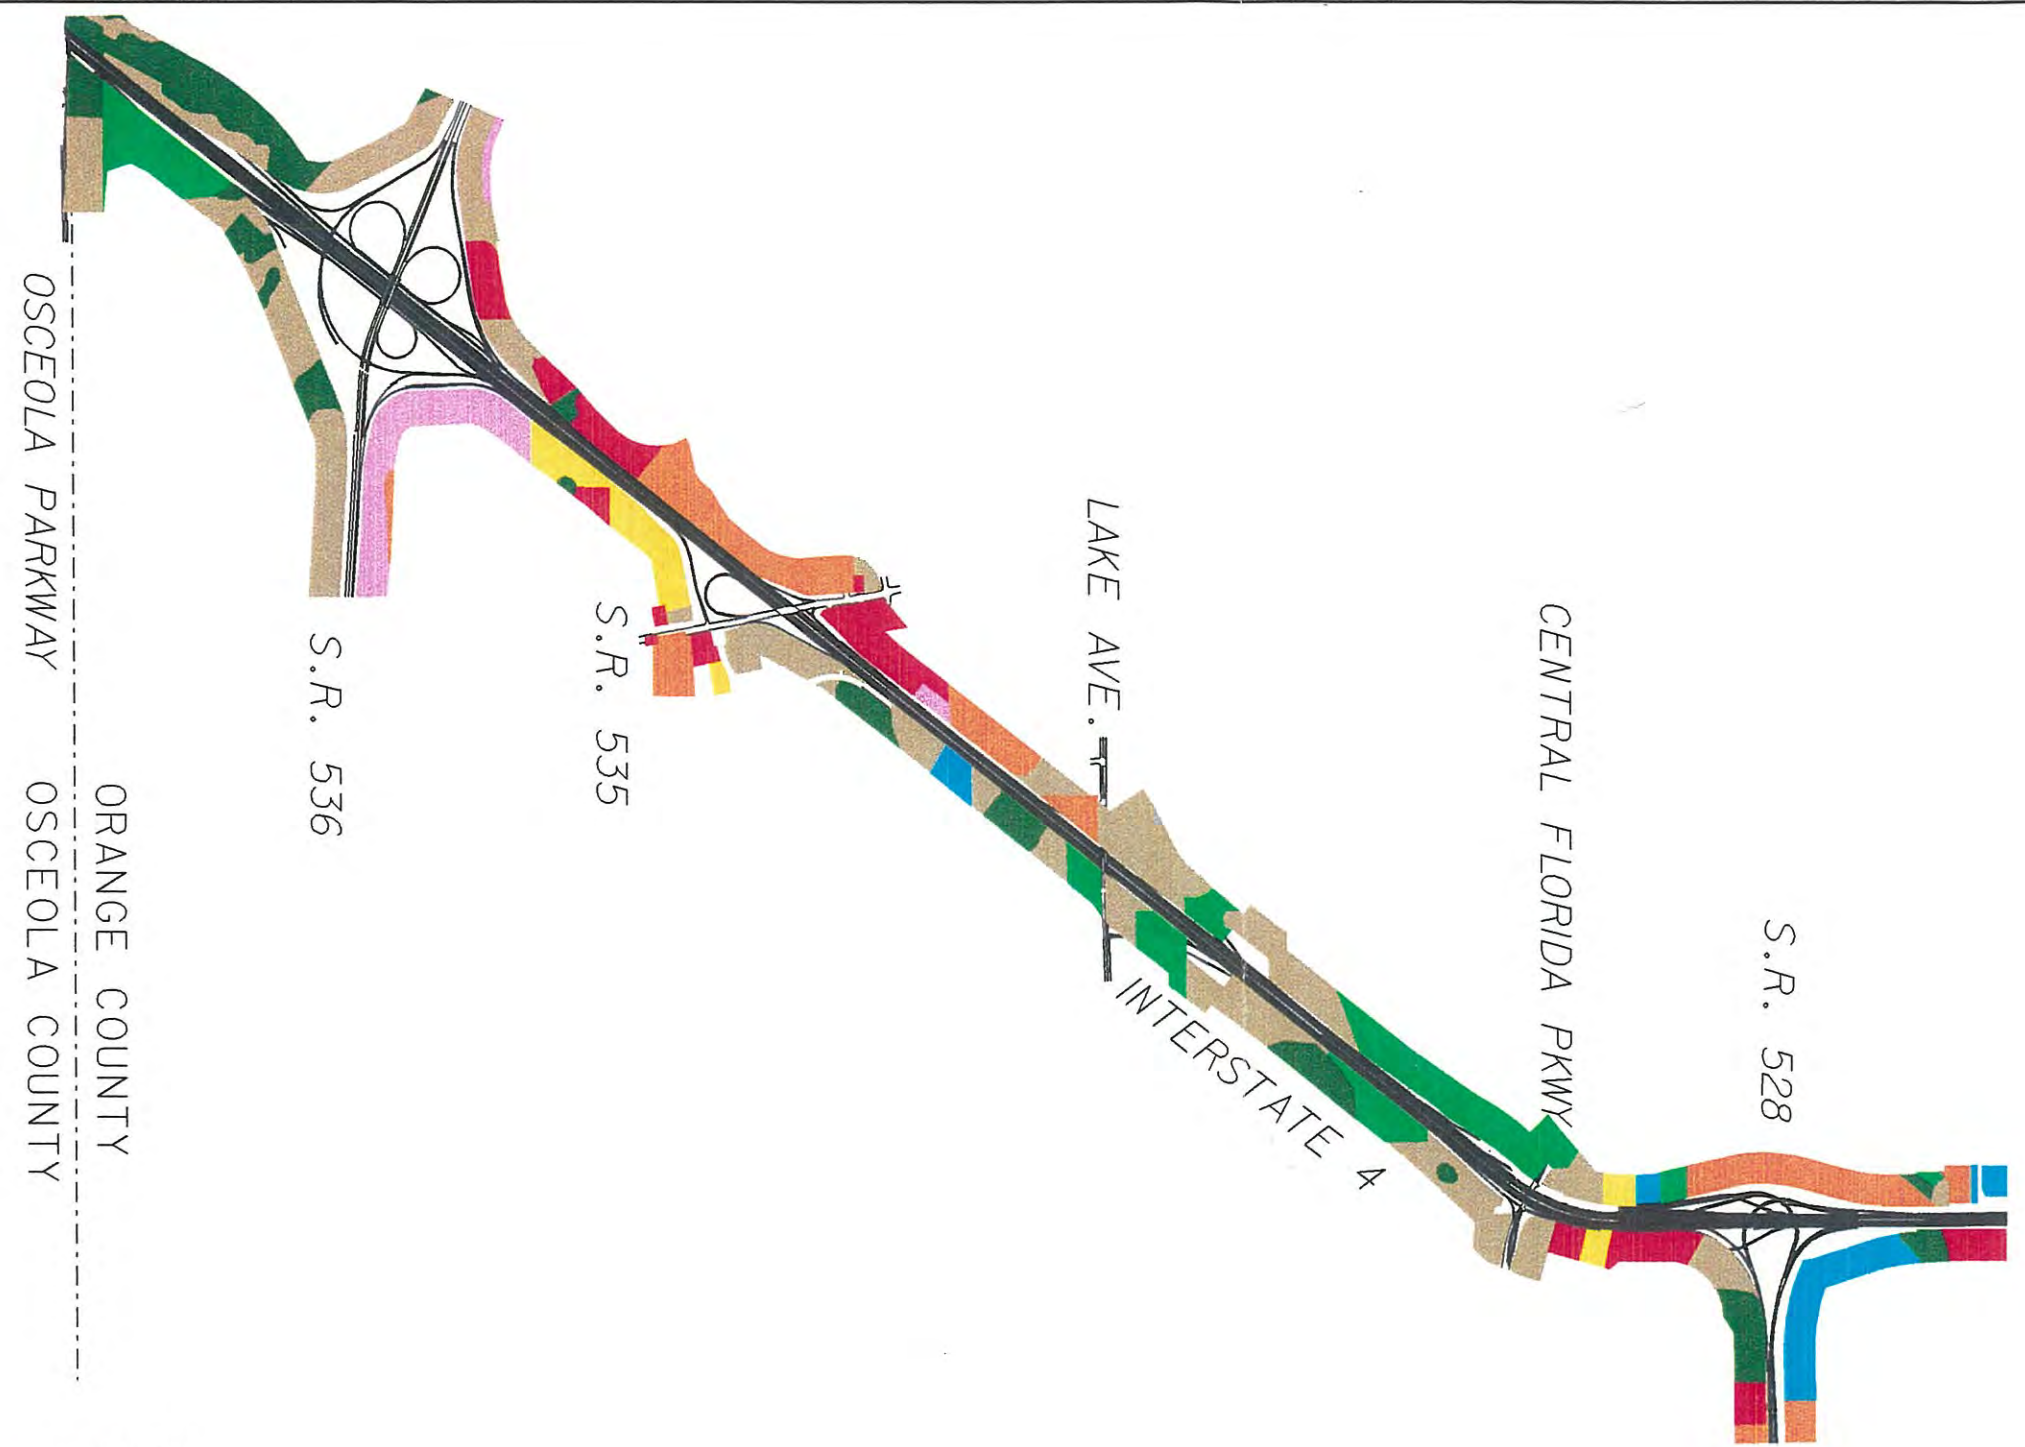 OSCEOLA PARKWAY
ORANGE COUNTY
OSCEOLA COUNTY
S.R. 536
S.R. 535
LAKE AVE.
INTERSTATE 4
CENTRAL FLORIDA PKWY
S.R. 528